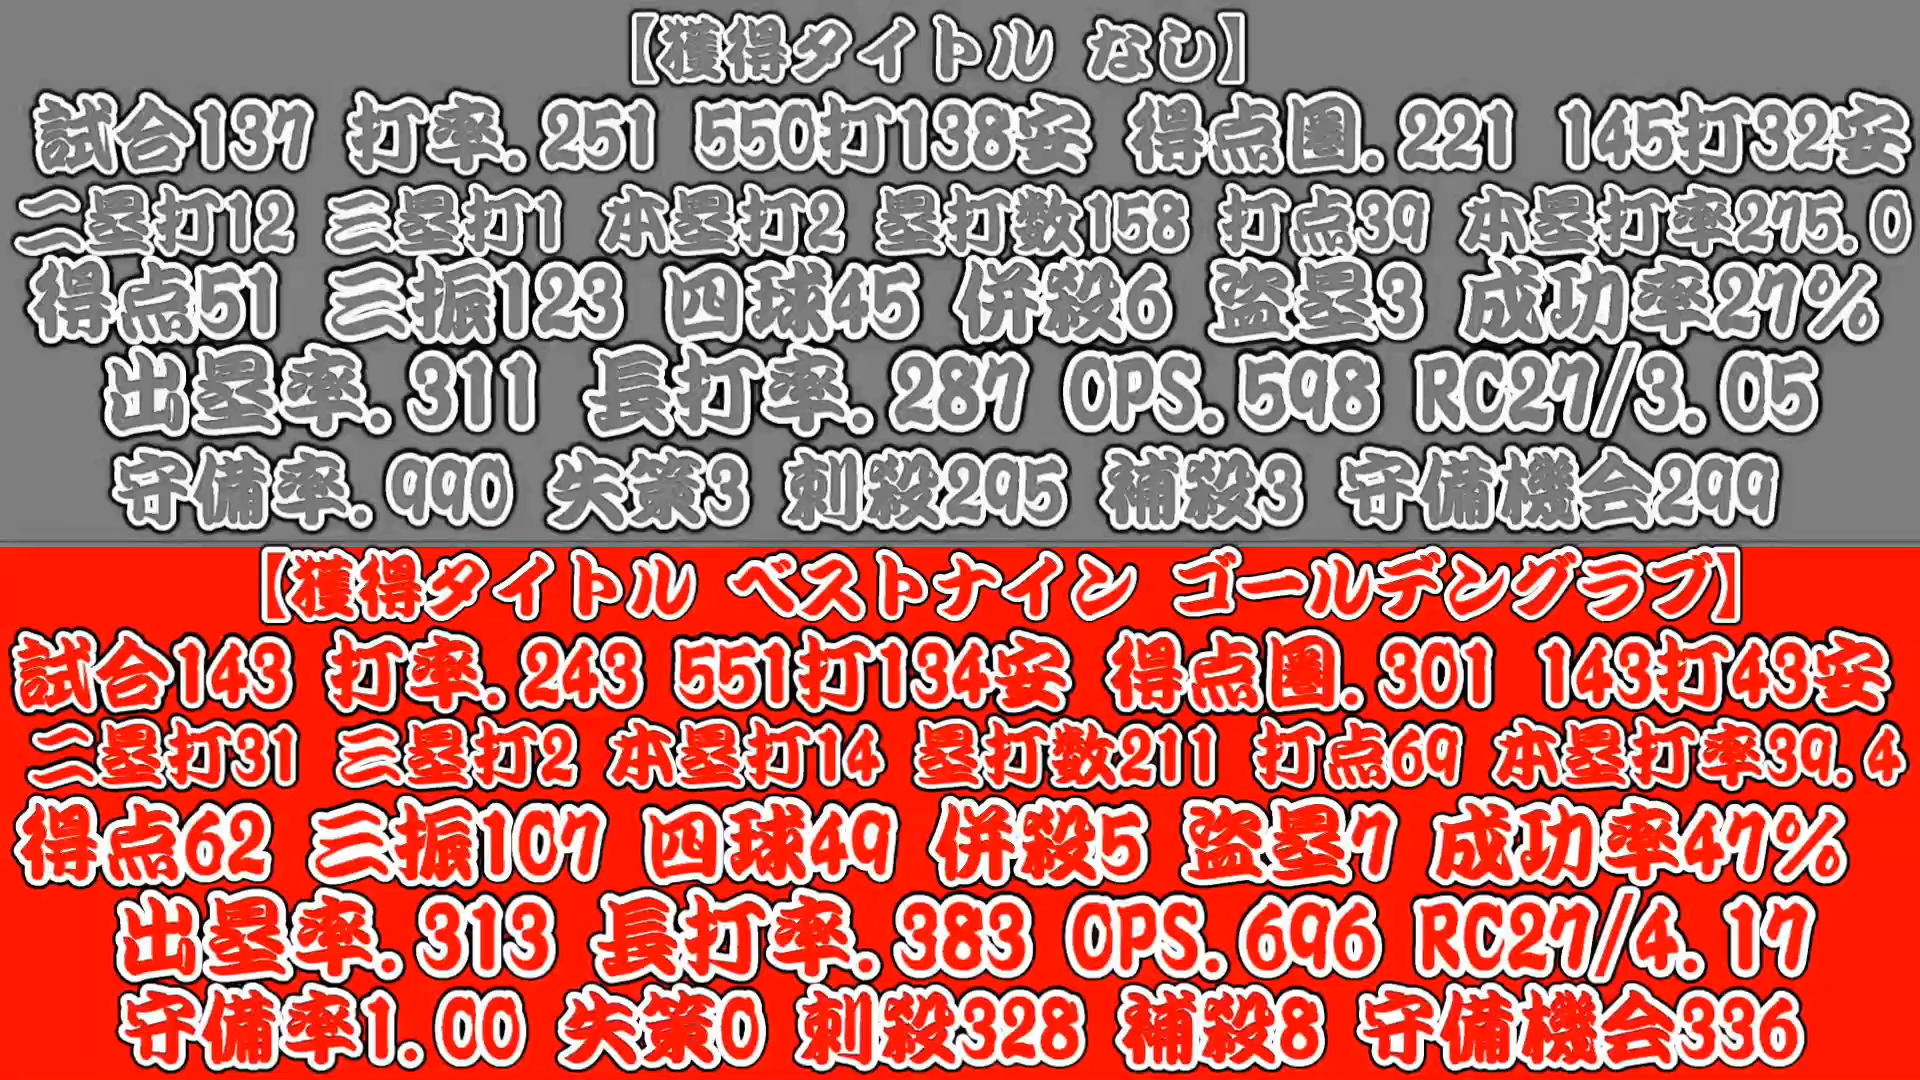 【獲得タイトル なし】
試合137 打率.251 550打138安 得点圏.221 145打32安
二塁打12 三塁打1 本塁打2 塁打数158 打点39 本塁打率275.0
得点51 三振123 四球45 併殺6 盗塁3 成功率27%
出塁率.311 長打率.287 OPS.598 RC27/3.05
守備率.990 失策3 刺殺295 補殺3 守備機会299
【獲得タイトル ベストナイン ゴールデングラブ】
試合143 打率.243 551打134安 得点圏.301 143打43安
二塁打31 三塁打2 本塁打14 塁打数211 打点69 本塁打率39.4
得点62 三振107 四球49 併殺5 盗塁7 成功率47%
出塁率.313 長打率.383 OPS.696 RC27/4.17
守備率1.00 失策0 刺殺328 補殺8 守備機会336